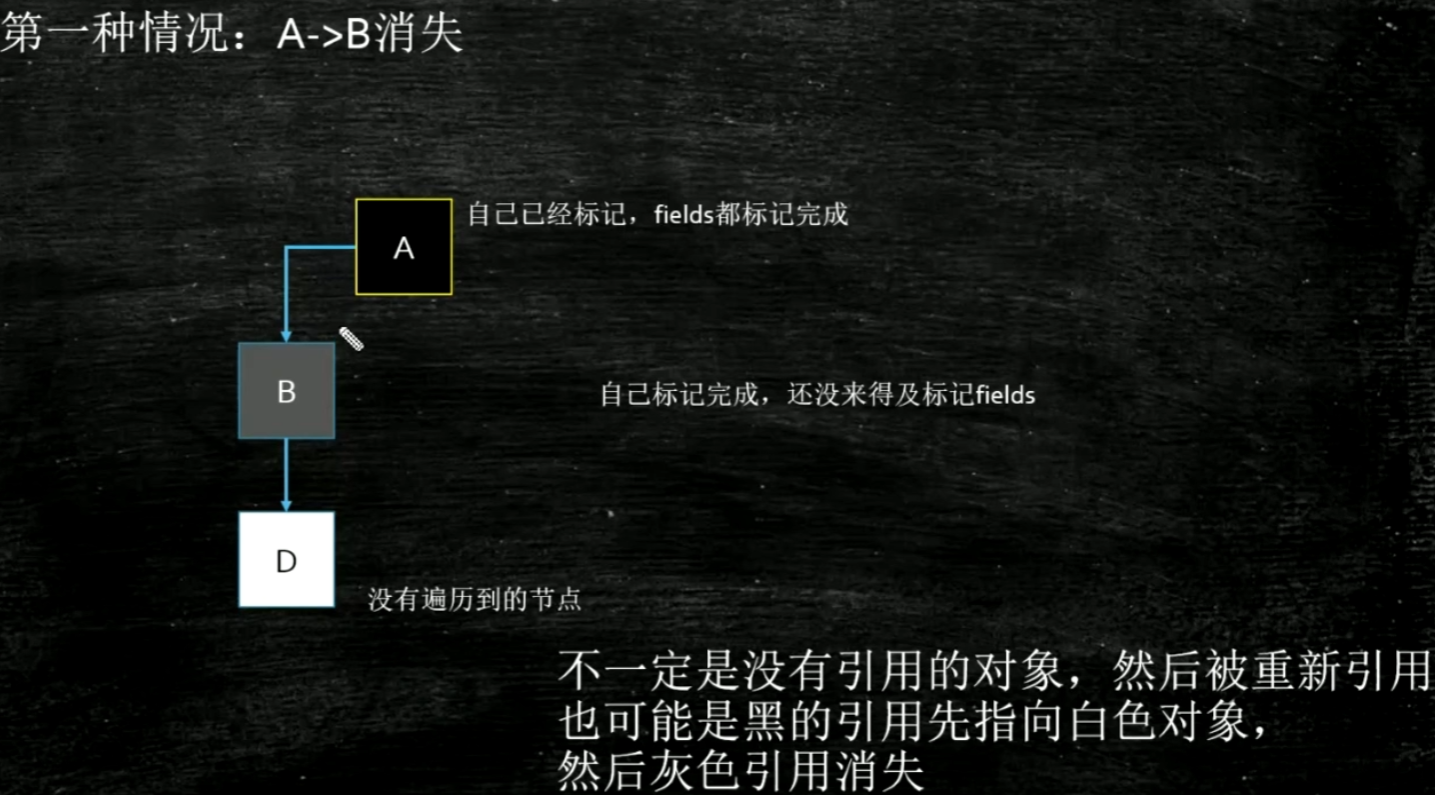 第一种情况：A->B消失
A
自己已经标记，fields都标记完成
B
自己标记完成，还没来得及标记fields
D
没有遍历到的节点
不一定是没有引用的对象，然后被重新引用
也可能是黑的引用先指向白色对象，
然后灰色引用消失